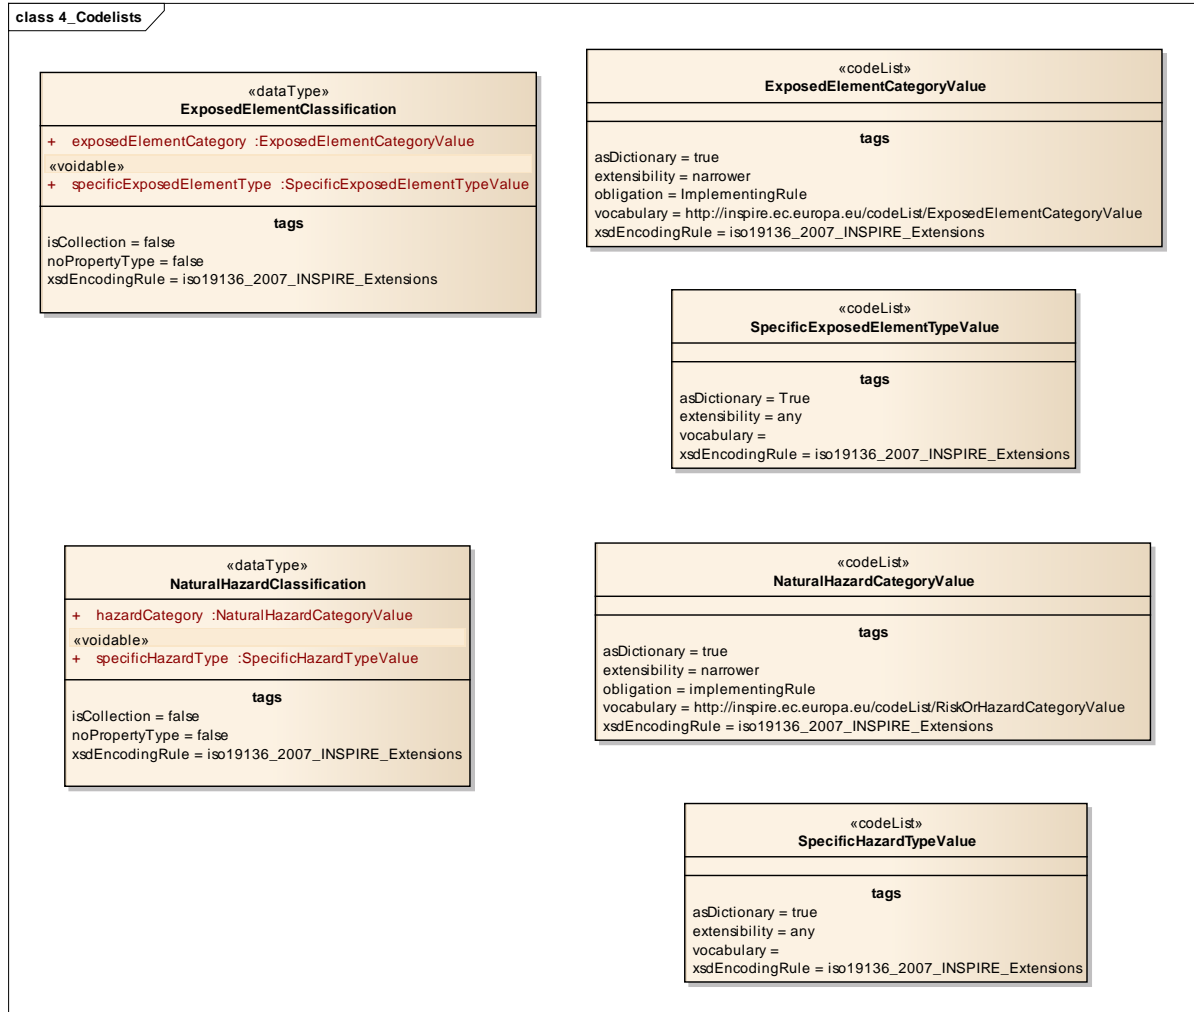 class 4_Codelists
«dataType»
ExposedElementClassification
+ exposedElementCategory :ExposedElementCategoryValue
«voidable»
+ specificExposedElementType :SpecificExposedElementTypeValue
tags
isCollection = false
noPropertyType = false
xsdEncodingRule = iso19136_2007_INSPIRE_Extensions
«codeList»
ExposedElementCategoryValue
tags
asDictionary = true
extensibility = narrower
obligation = ImplementingRule
vocabulary = http://inspire.ec.europa.eu/codeList/ExposedElementCategoryValue
xsdEncodingRule = iso19136_2007_INSPIRE_Extensions
«codeList»
SpecificExposedElementTypeValue
tags
asDictionary = True
extensibility = any
vocabulary =
xsdEncodingRule = iso19136_2007_INSPIRE_Extensions
«dataType»
NaturalHazardClassification
+ hazardCategory :NaturalHazardCategoryValue
«voidable»
+ specificHazardType :SpecificHazardTypeValue
tags
isCollection = false
noPropertyType = false
xsdEncodingRule = iso19136_2007_INSPIRE_Extensions
«codeList»
NaturalHazardCategoryValue
tags
asDictionary = true
extensibility = narrower
obligation = implementingRule
vocabulary = http://inspire.ec.europa.eu/codeList/RiskOrHazardCategoryValue
xsdEncodingRule = iso19136_2007_INSPIRE_Extensions
«codeList»
SpecificHazardTypeValue
tags
asDictionary = true
extensibility = any
vocabulary =
xsdEncodingRule = iso19136_2007_INSPIRE_Extensions